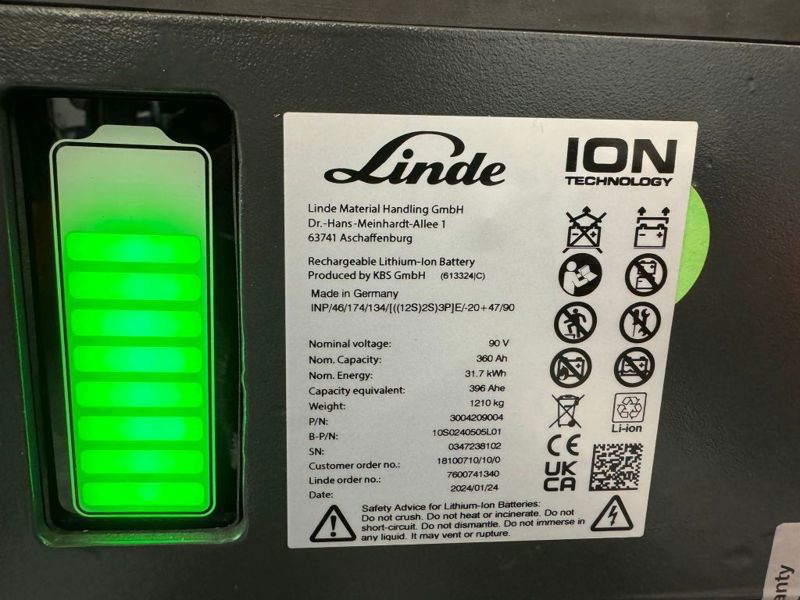 Linde
ION
TECHNOLOGY
Linde Material Handling GmbH
Dr.-Hans-Meinhardt-Allee 1
63741 Aschaffenburg
Rechargeable Lithium-Ion Battery
Produced by KBS GmbH (613324|C)
Made in Germany
INP/46/174/134/[((12S)2S)3P]E/-20+47/90
Nominal voltage: 90 V
Nom. Capacity: 360 Ah
Nom. Energy: 31.7 kWh
Capacity equivalent: 396 Ahe
Weight: 1210 kg
P/N: 3004209004
B-P/N: 10S0240505L01
SN: 0347238102
Customer order no.: 18100710/10/0
Linde order no.: 7600741340
Date: 2024/01/24
Li-ion
CE
UK
CA
Safety Advice for Lithium-Ion Batteries:
Do not crush. Do not heat or incinerate. Do not
short-circuit. Do not dismantle. Do not immerse in
any liquid. It may vent or rupture.
anty